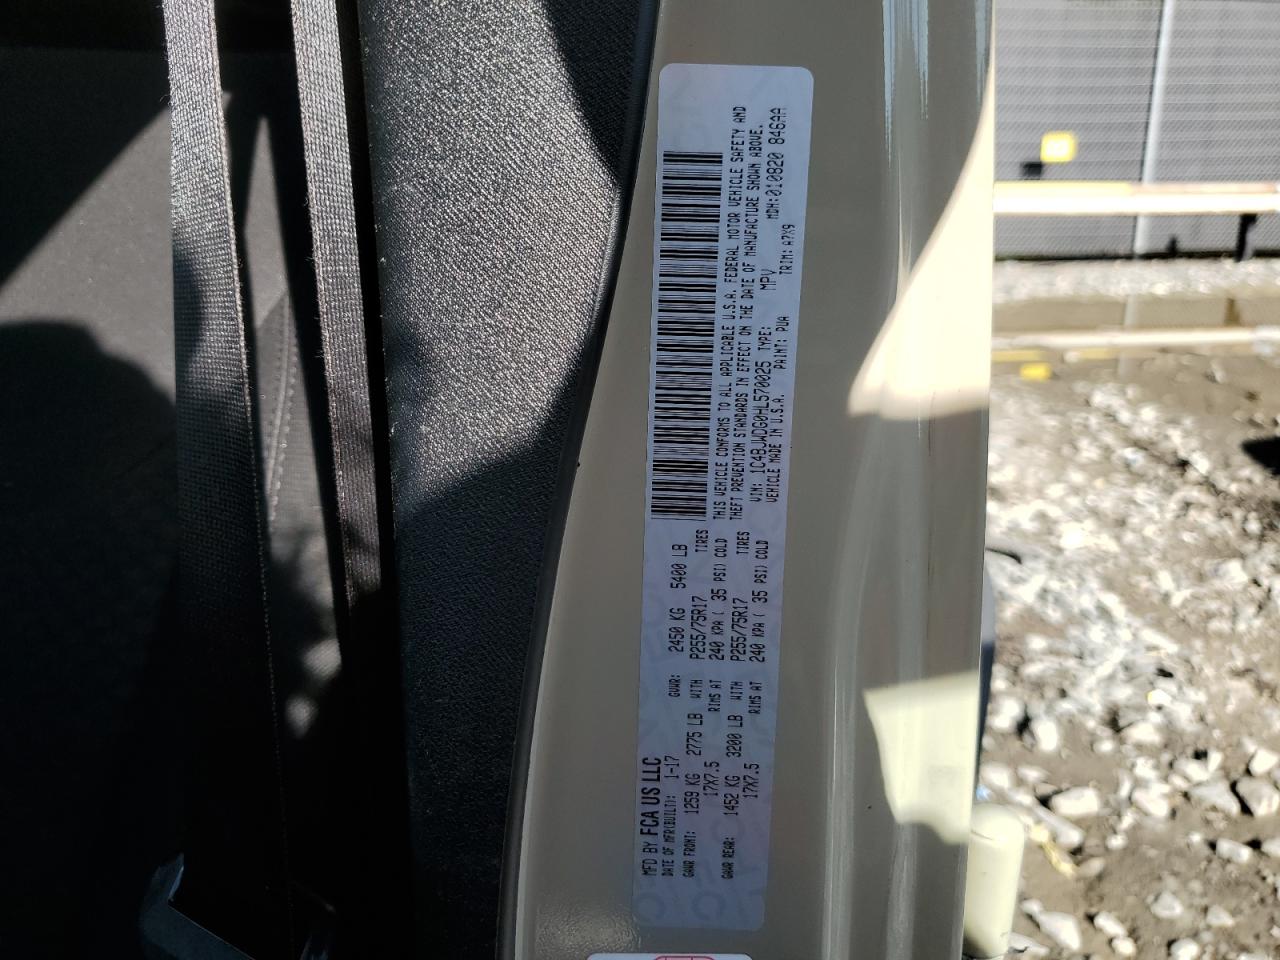 MFD BY FCA US LLC
DATE OF MFR(BUILT): 1-17 GVWR: 2450 KG 5400 LB
GAWR FRONT: 1259 KG 2775 LB WITH P255/75R17 TIRES
17X7.5 RIMS AT 240 KPA ( 35 PSI) COLD
GAWR REAR: 1452 KG 3200 LB WITH P255/75R17 TIRES
17X7.5 RIMS AT 240 KPA ( 35 PSI) COLD
THIS VEHICLE CONFORMS TO ALL APPLICABLE U.S.A. FEDERAL MOTOR VEHICLE SAFETY AND
THEFT PREVENTION STANDARDS IN EFFECT ON THE DATE OF MANUFACTURE SHOWN ABOVE.
VIN: 1C4BJWDG0HL570025 TYPE: MPV MDH:010820 846AA
VEHICLE MADE IN U.S.A. PAINT: PUA TRIM: A7X9